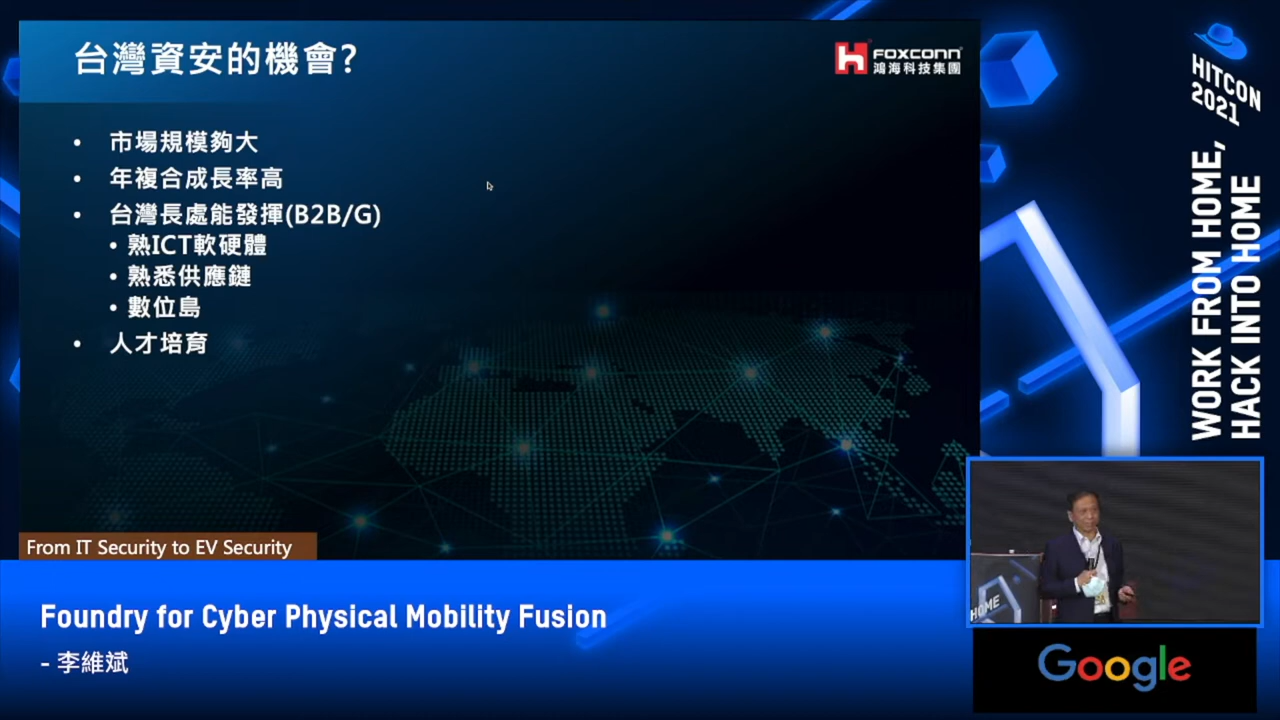 台灣資安的機會?
FOXCONN
鴻海科技集團
• 市場規模夠大
• 年複合成長率高
• 台灣長處能發揮(B2B/G)
• 熟ICT軟硬體
• 熟悉供應鏈
• 數位島
• 人才培育
From IT Security to EV Security
HITCON
2021
WORK FROM HOME,
HACK INTO HOME
HOME
Foundry for Cyber Physical Mobility Fusion
- 李維斌
Google